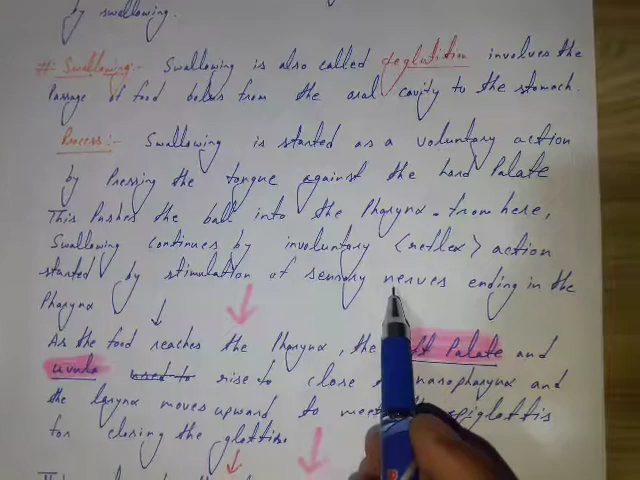 by swallowing.
#:- Swallowing:- Swallowing is also called deglutition involves the
Passage of food bolus from the oral cavity to the stomach.
Process:- Swallowing is started as a voluntary action
by Pressing the tongue against the hard Palate
This Pushes the ball into the Pharynx. from here,
Swallowing continues by involuntary <reflex> action
started by stimulation of sensory nerves ending in the
Pharynx
As the food reaches the Pharynx, the Palate and
uvula used to rise to close nasopharynx and
the larynx moves upward to epiglottis
for closing the glottis.